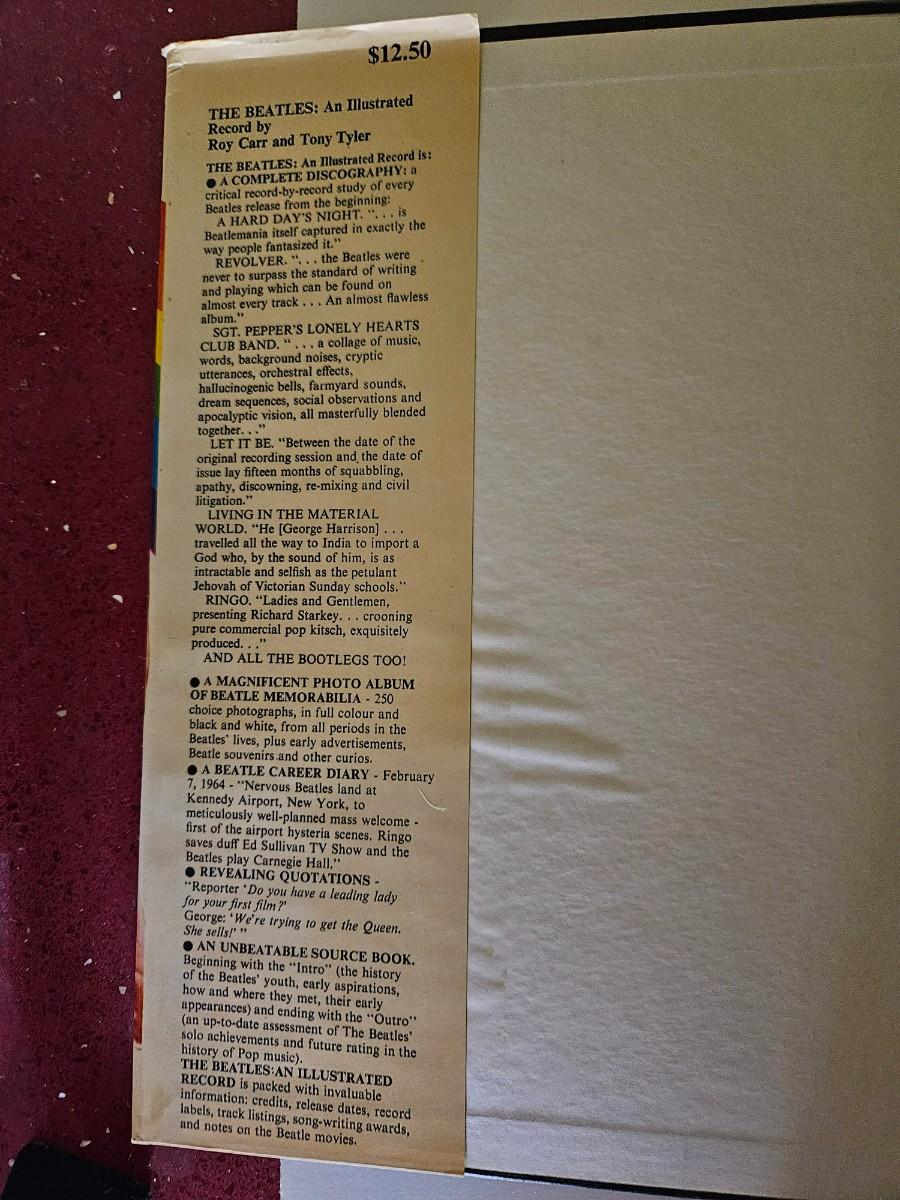 $12.50
THE BEATLES: An Illustrated
Record by
Roy Carr and Tony Tyler
THE BEATLES: An Illustrated Record is:
● A COMPLETE DISCOGRAPHY: a
critical record-by-record study of every
Beatles release from the beginning:
A HARD DAY'S NIGHT. ". . . is
Beatlemania itself captured in exactly the
way people fantasized it."
REVOLVER. ". . . the Beatles were
never to surpass the standard of writing
and playing which can be found on
almost every track . . . An almost flawless
album."
SGT. PEPPER'S LONELY HEARTS
CLUB BAND. " . . . a collage of music,
words, background noises, cryptic
utterances, orchestral effects,
hallucinogenic bells, farmyard sounds,
dream sequences, social observations and
apocalyptic vision, all masterfully blended
together. . ."
LET IT BE. "Between the date of the
original recording session and the date of
issue lay fifteen months of squabbling,
apathy, discowning, re-mixing and civil
litigation."
LIVING IN THE MATERIAL
WORLD. "He [George Harrison] . . .
travelled all the way to India to import a
God who, by the sound of him, is as
intractable and selfish as the petulant
Jehovah of Victorian Sunday schools."
RINGO. "Ladies and Gentlemen,
presenting Richard Starkey. . . crooning
pure commercial pop kitsch, exquisitely
produced. . ."
AND ALL THE BOOTLEGS TOO!
● A MAGNIFICENT PHOTO ALBUM
OF BEATLE MEMORABILIA - 250
choice photographs, in full colour and
black and white, from all periods in the
Beatles' lives, plus early advertisements,
Beatle souvenirs and other curios.
● A BEATLE CAREER DIARY - February
7, 1964 - "Nervous Beatles land at
Kennedy Airport, New York, to
meticulously well-planned mass welcome -
first of the airport hysteria scenes. Ringo
saves duff Ed Sullivan TV Show and the
Beatles play Carnegie Hall."
● REVEALING QUOTATIONS -
"Reporter 'Do you have a leading lady
for your first film?'
George: 'We're trying to get the Queen.
She sells!' "
● AN UNBEATABLE SOURCE BOOK.
Beginning with the "Intro" (the history
of the Beatles' youth, early aspirations,
how and where they met, their early
appearances) and ending with the "Outro"
(an up-to-date assessment of The Beatles'
solo achievements and future rating in the
history of Pop music).
THE BEATLES:AN ILLUSTRATED
RECORD is packed with invaluable
information: credits, release dates, record
labels, track listings, song-writing awards,
and notes on the Beatle movies.